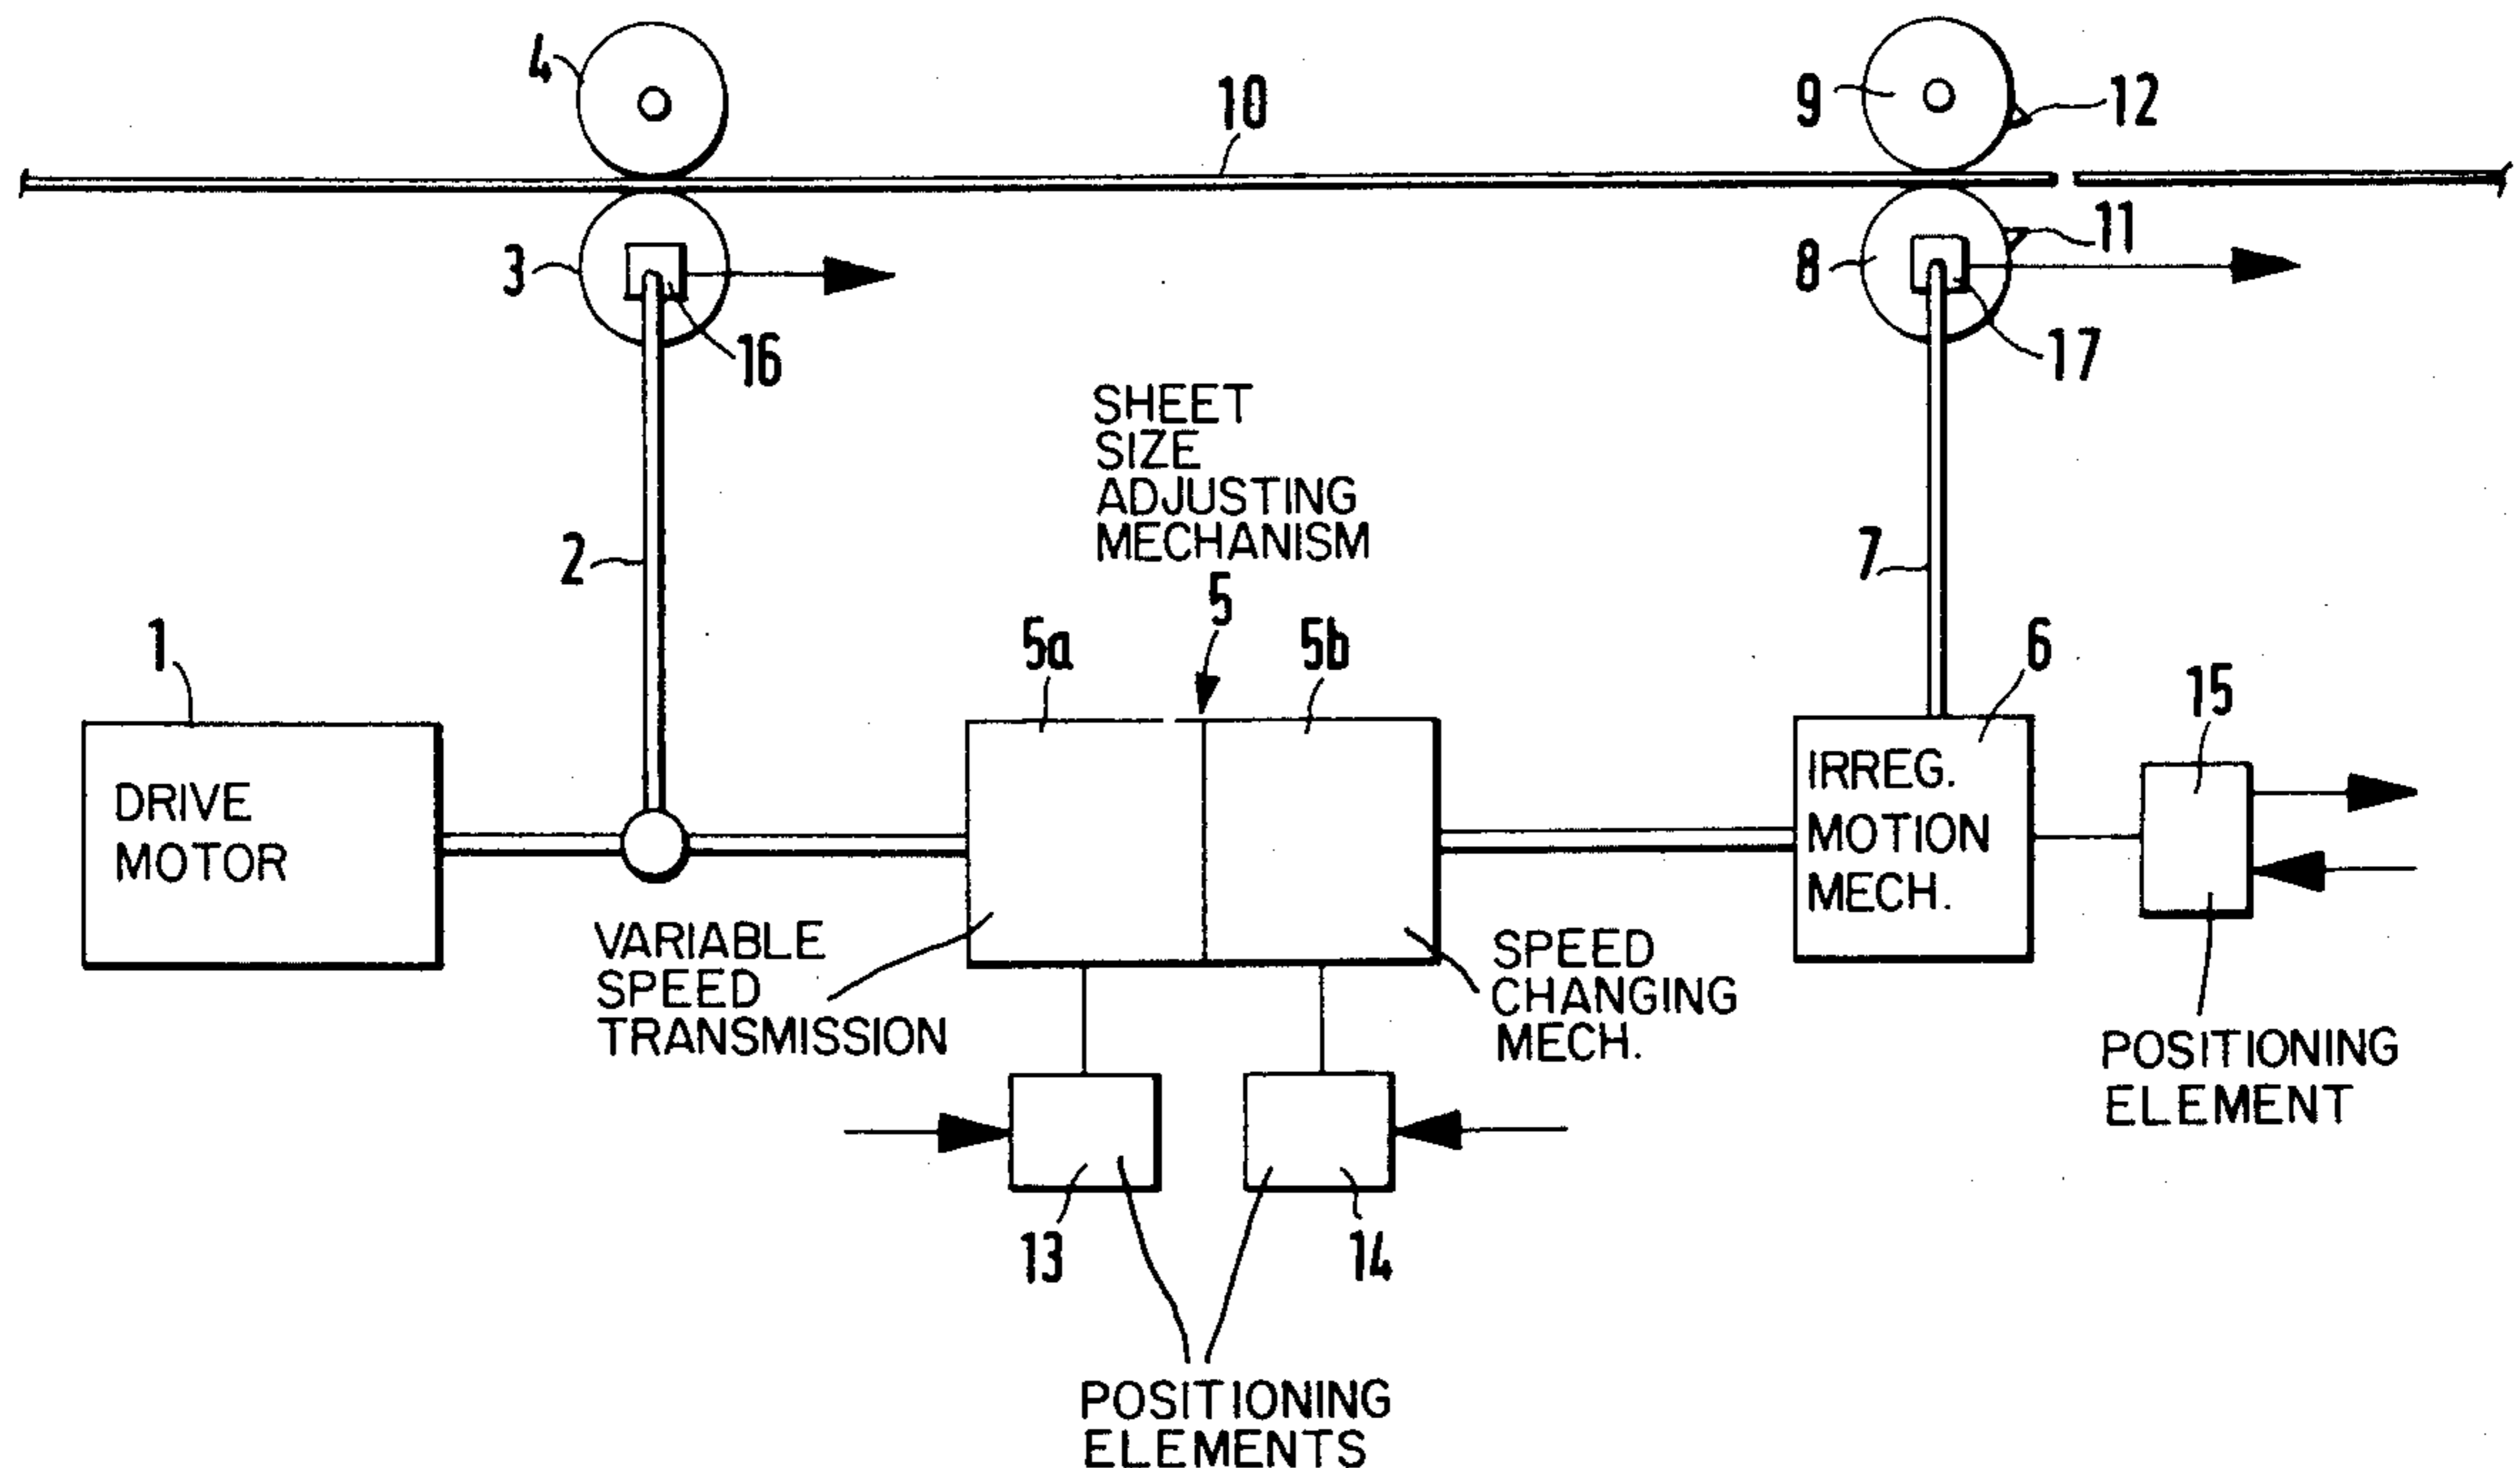 4
10
9
12
3
16
8
11
17
SHEET
SIZE
ADJUSTING
MECHANISM
2
5
7
1
5a
5b
6
15
DRIVE
MOTOR
IRREG.
MOTION
MECH.
VARIABLE
SPEED
TRANSMISSION
SPEED
CHANGING
MECH.
POSITIONING
ELEMENT
13
14
POSITIONING
ELEMENTS